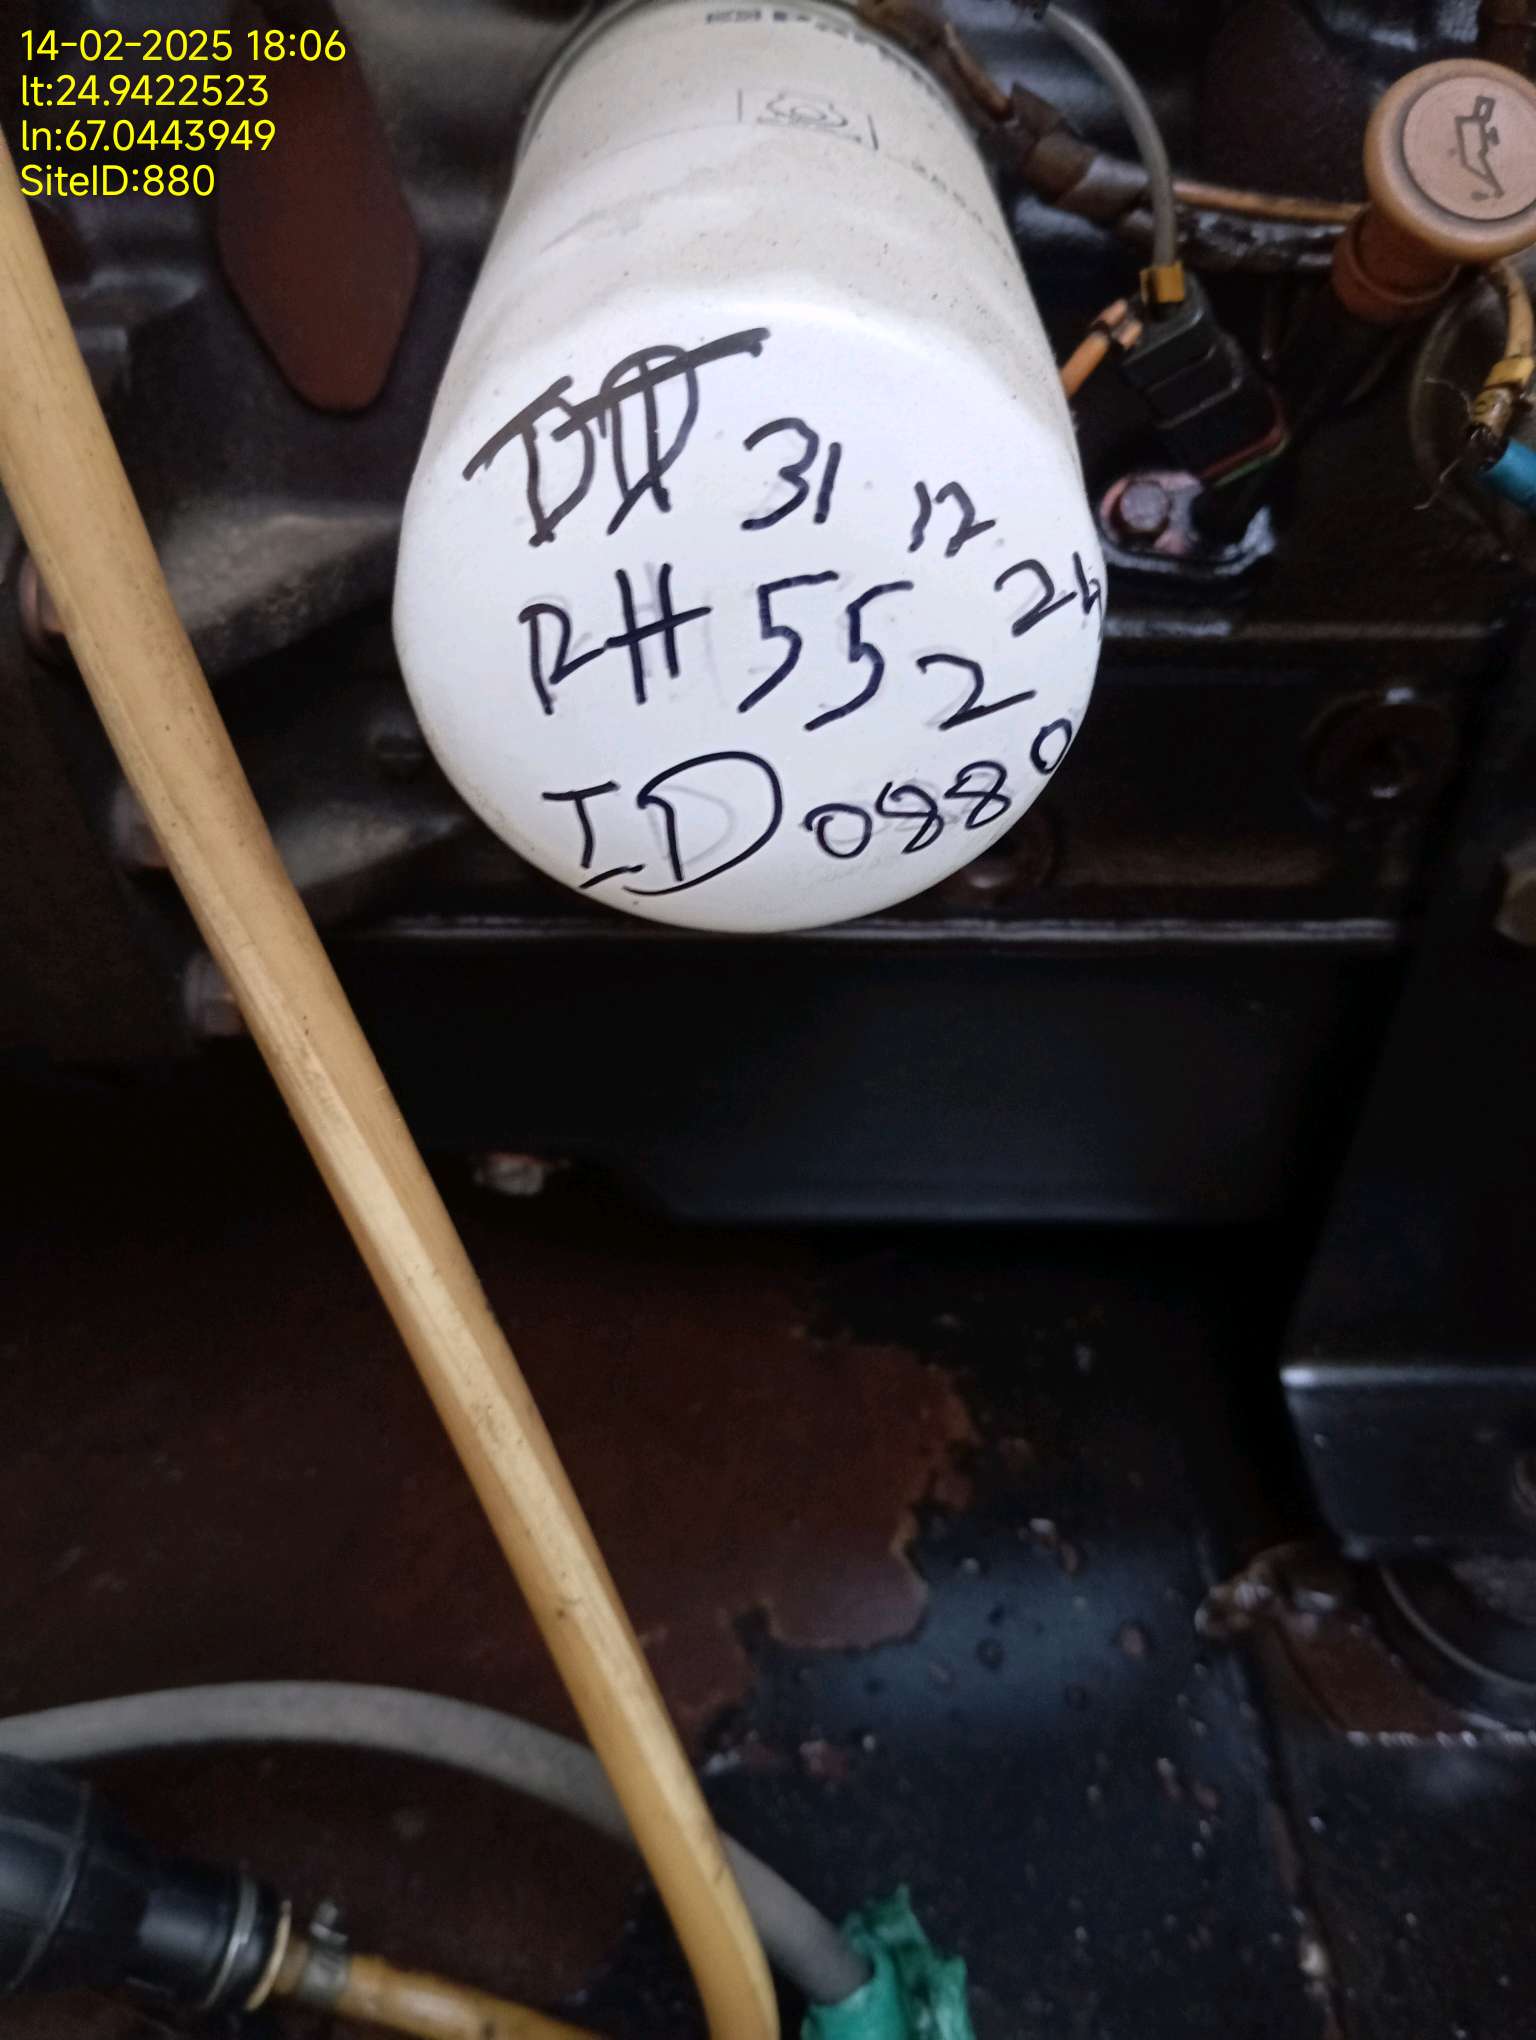 14-02-2025 18:06
lt:24.9422523
ln:67.0443949
SiteID:880
31 12 24
RH 552
ID 0880